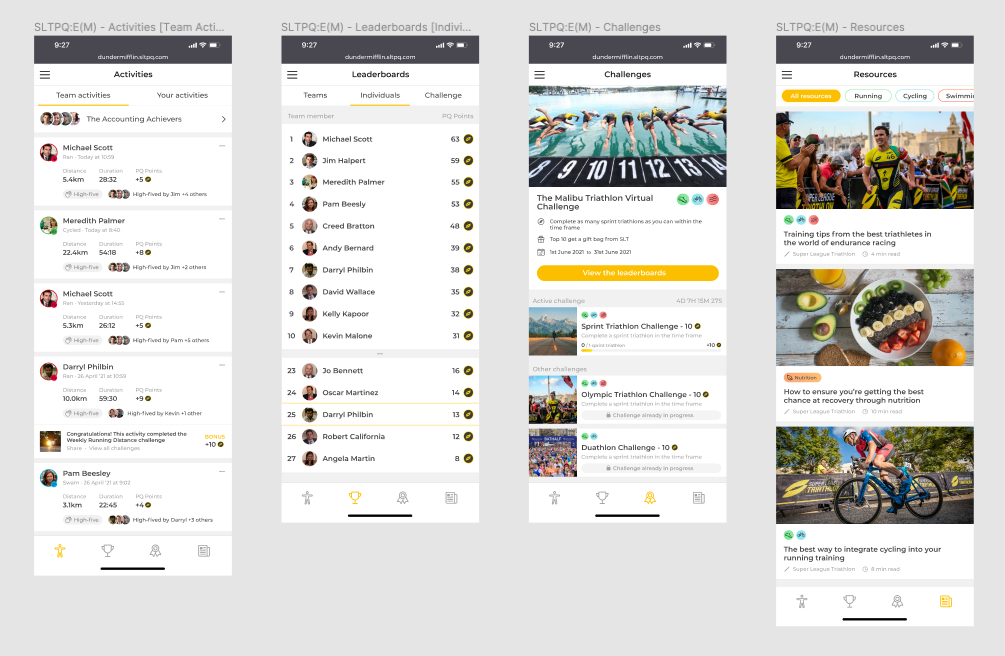 SLTPQ:E(M) - Activities [Team Acti...
9:27
dundermifflin.sltpq.com
Activities
Team activities
Your activities
The Accounting Achievers
Michael Scott
Ran · Today at 10:59
Distance Duration PQ Points
5.4km 28:32 +5
High-five
High-fived by Jim +4 others
Meredith Palmer
Cycled · Today at 8:40
Distance Duration PQ Points
22.4km 54:18 +8
High-five
High-fived by Jim +2 others
Michael Scott
Ran · Yesterday at 14:53
Distance Duration PQ Points
5.3km 26:12 +5
High-five
High-fived by Pam +5 others
Darryl Philbin
Ran · 26 April '21 at 10:59
Distance Duration PQ Points
10.0km 59:30 +9
High-five
High-fived by Kevin +1 other
Congratulations! This activity completed the
Weekly Running Distance challenge
Share · View all challenges
BONUS
+10
Pam Beesley
Swam · 26 April '21 at 9:02
Distance Duration PQ Points
3.1km 22:45 +4
High-five
High-fived by Darryl +3 others
SLTPQ:E(M) - Leaderboards [Indivi...
9:27
dundermifflin.sltpq.com
Leaderboards
Teams
Individuals
Challenge
Team member PQ Points
1 Michael Scott 63
2 Jim Halpert 59
3 Meredith Palmer 55
4 Pam Beesly 53
5 Creed Bratton 48
6 Andy Bernard 39
7 Darryl Philbin 38
8 David Wallace 35
9 Kelly Kapoor 32
10 Kevin Malone 31
23 Jo Bennett 16
24 Oscar Martinez 14
25 Darryl Philbin 13
26 Robert California 12
27 Angela Martin 8
SLTPQ:E(M) - Challenges
9:27
dundermifflin.sltpq.com
Challenges
8 9 10 11 12 13 14
The Malibu Triathlon Virtual
Challenge
Complete as many sprint triathlons as you can within the
time frame
Top 10 get a gift bag from SLT
1st June 2021 to 31st June 2021
View the leaderboards
Active challenge 4D 7H 15M 27S
Sprint Triathlon Challenge - 10
Complete a sprint triathlon in the time frame
0 / 1 sprint triathlon +10
Other challenges
Olympic Triathlon Challenge - 10
Complete a sprint triathlon in the time frame
Challenge already in progress
Duathlon Challenge - 10
Complete a sprint triathlon in the time frame
Challenge already in progress
SLTPQ:E(M) - Resources
9:27
dundermifflin.sltpq.com
Resources
All resources
Running
Cycling
Swimmin
Training tips from the best triathletes in
the world of endurance racing
Super League Triathlon 4 min read
Nutrition
How to ensure you're getting the best
chance at recovery through nutrition
Super League Triathlon 10 min read
The best way to integrate cycling into your
running training
Super League Triathlon 8 min read